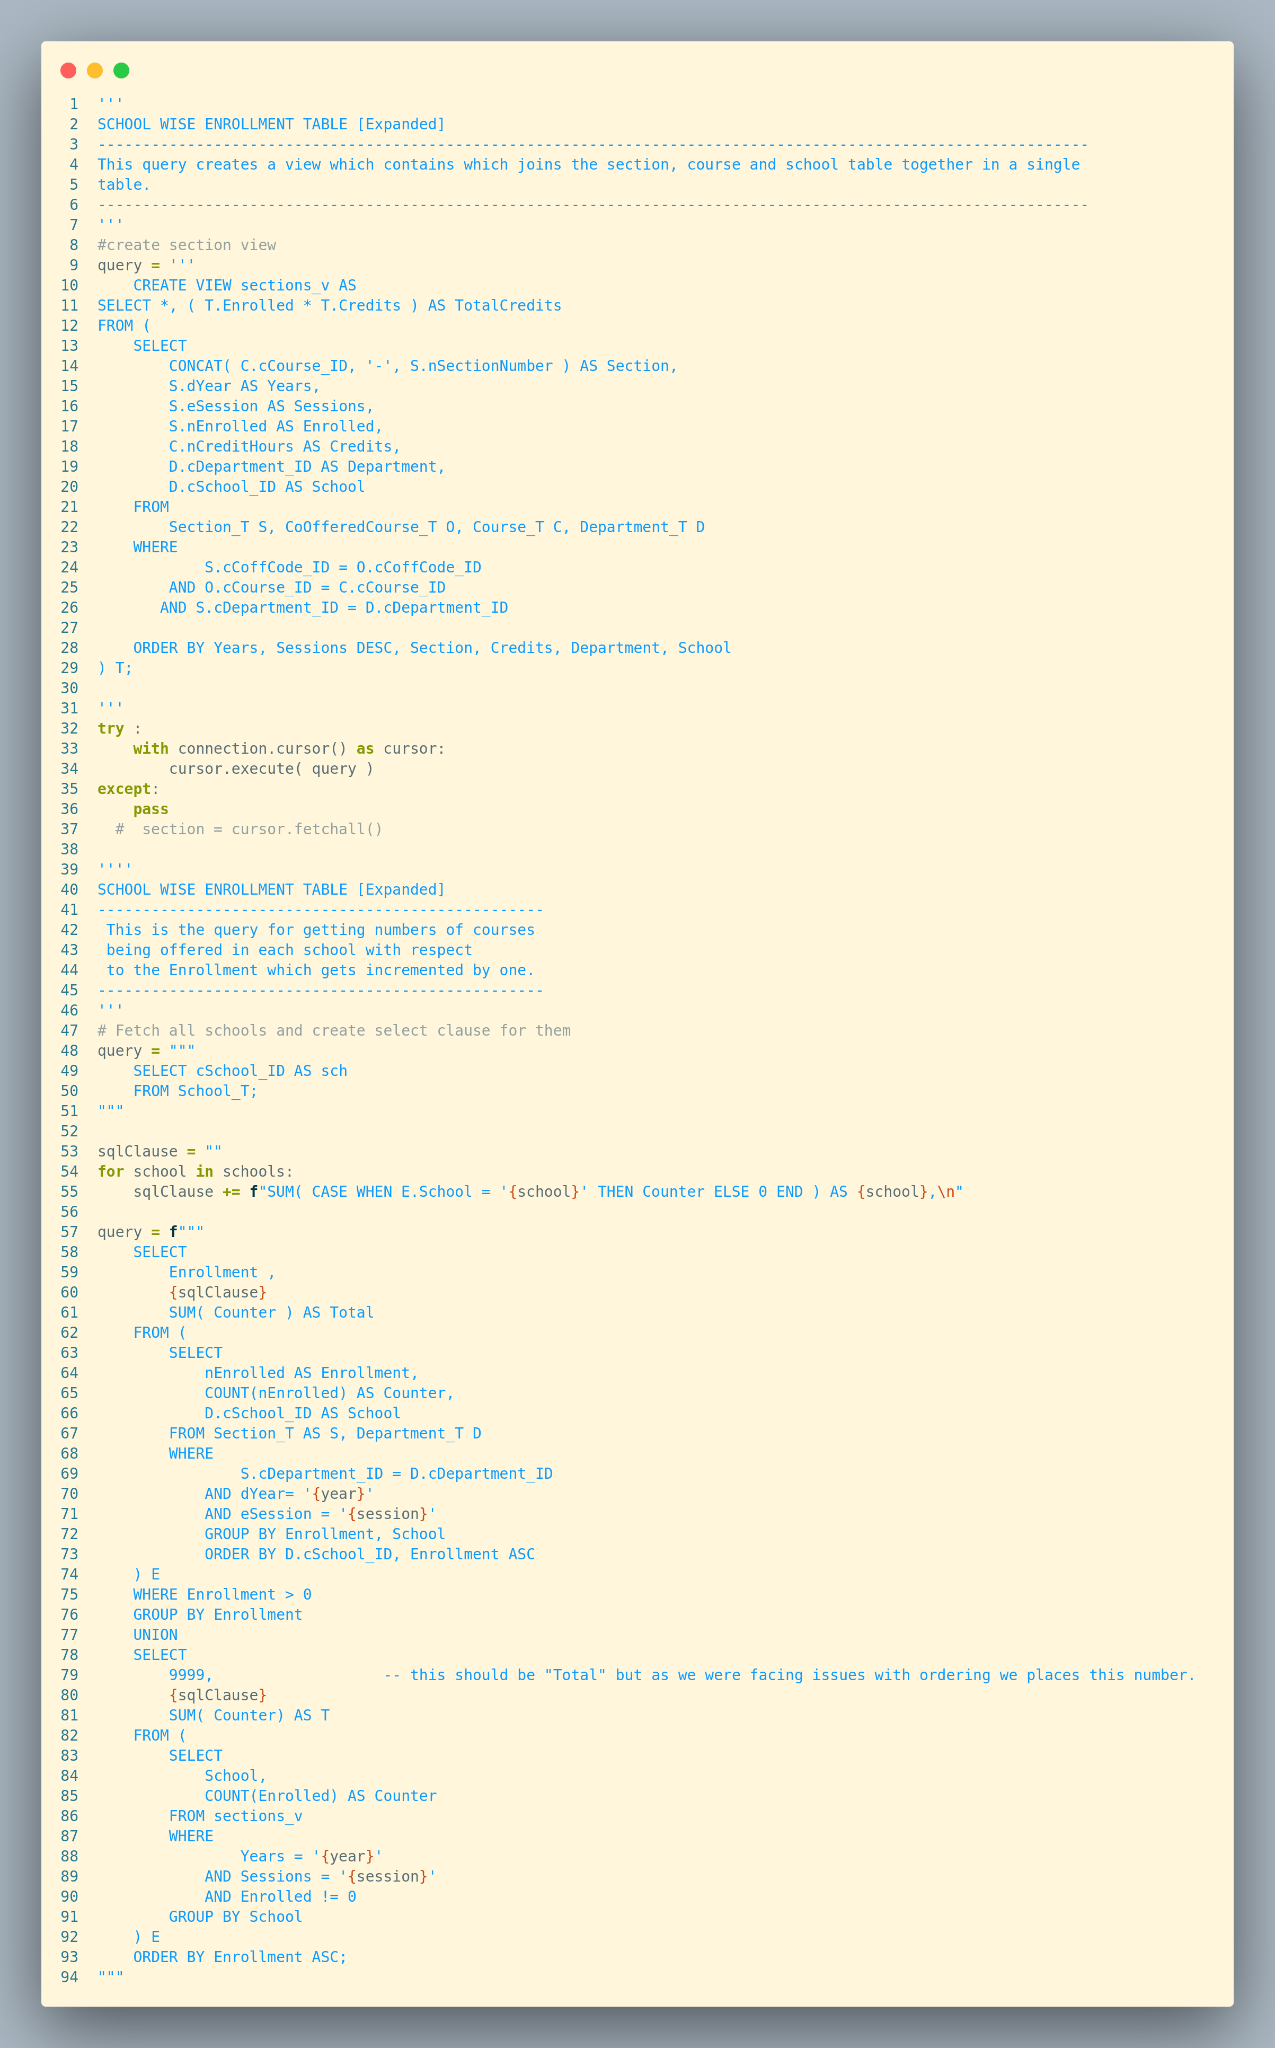 1 '''
2 SCHOOL WISE ENROLLMENT TABLE [Expanded]
3 ---------------------------------------------------------------------------------------------------------------
4 This query creates a view which contains which joins the section, course and school table together in a single
5 table.
6 ---------------------------------------------------------------------------------------------------------------
7 '''
8 #create section view
9 query = '''
10     CREATE VIEW sections_v AS
11 SELECT *, ( T.Enrolled * T.Credits ) AS TotalCredits
12 FROM (
13     SELECT
14         CONCAT( C.cCourse_ID, '-', S.nSectionNumber ) AS Section,
15         S.dYear AS Years,
16         S.eSession AS Sessions,
17         S.nEnrolled AS Enrolled,
18         C.nCreditHours AS Credits,
19         D.cDepartment_ID AS Department,
20         D.cSchool_ID AS School
21     FROM
22         Section_T S, CoOfferedCourse_T O, Course_T C, Department_T D
23     WHERE
24             S.cCoffCode_ID = O.cCoffCode_ID
25         AND O.cCourse_ID = C.cCourse_ID
26        AND S.cDepartment_ID = D.cDepartment_ID
27
28     ORDER BY Years, Sessions DESC, Section, Credits, Department, School
29 ) T;
30
31 '''
32 try :
33     with connection.cursor() as cursor:
34         cursor.execute( query )
35 except:
36     pass
37   #  section = cursor.fetchall()
38
39 ''''
40 SCHOOL WISE ENROLLMENT TABLE [Expanded]
41 --------------------------------------------------
42  This is the query for getting numbers of courses
43  being offered in each school with respect
44  to the Enrollment which gets incremented by one.
45 --------------------------------------------------
46 '''
47 # Fetch all schools and create select clause for them
48 query = """
49     SELECT cSchool_ID AS sch
50     FROM School_T;
51 """
52
53 sqlClause = ""
54 for school in schools:
55     sqlClause += f"SUM( CASE WHEN E.School = '{school}' THEN Counter ELSE 0 END ) AS {school},\n"
56
57 query = f"""
58     SELECT
59         Enrollment ,
60         {sqlClause}
61         SUM( Counter ) AS Total
62     FROM (
63         SELECT
64             nEnrolled AS Enrollment,
65             COUNT(nEnrolled) AS Counter,
66             D.cSchool_ID AS School
67         FROM Section_T AS S, Department_T D
68         WHERE
69                 S.cDepartment_ID = D.cDepartment_ID
70             AND dYear= '{year}'
71             AND eSession = '{session}'
72             GROUP BY Enrollment, School
73             ORDER BY D.cSchool_ID, Enrollment ASC
74     ) E
75     WHERE Enrollment > 0
76     GROUP BY Enrollment
77     UNION
78     SELECT
79         9999,                   -- this should be "Total" but as we were facing issues with ordering we places this number.
80         {sqlClause}
81         SUM( Counter) AS T
82     FROM (
83         SELECT
84             School,
85             COUNT(Enrolled) AS Counter
86         FROM sections_v
87         WHERE
88                 Years = '{year}'
89             AND Sessions = '{session}'
90             AND Enrolled != 0
91         GROUP BY School
92     ) E
93     ORDER BY Enrollment ASC;
94 """